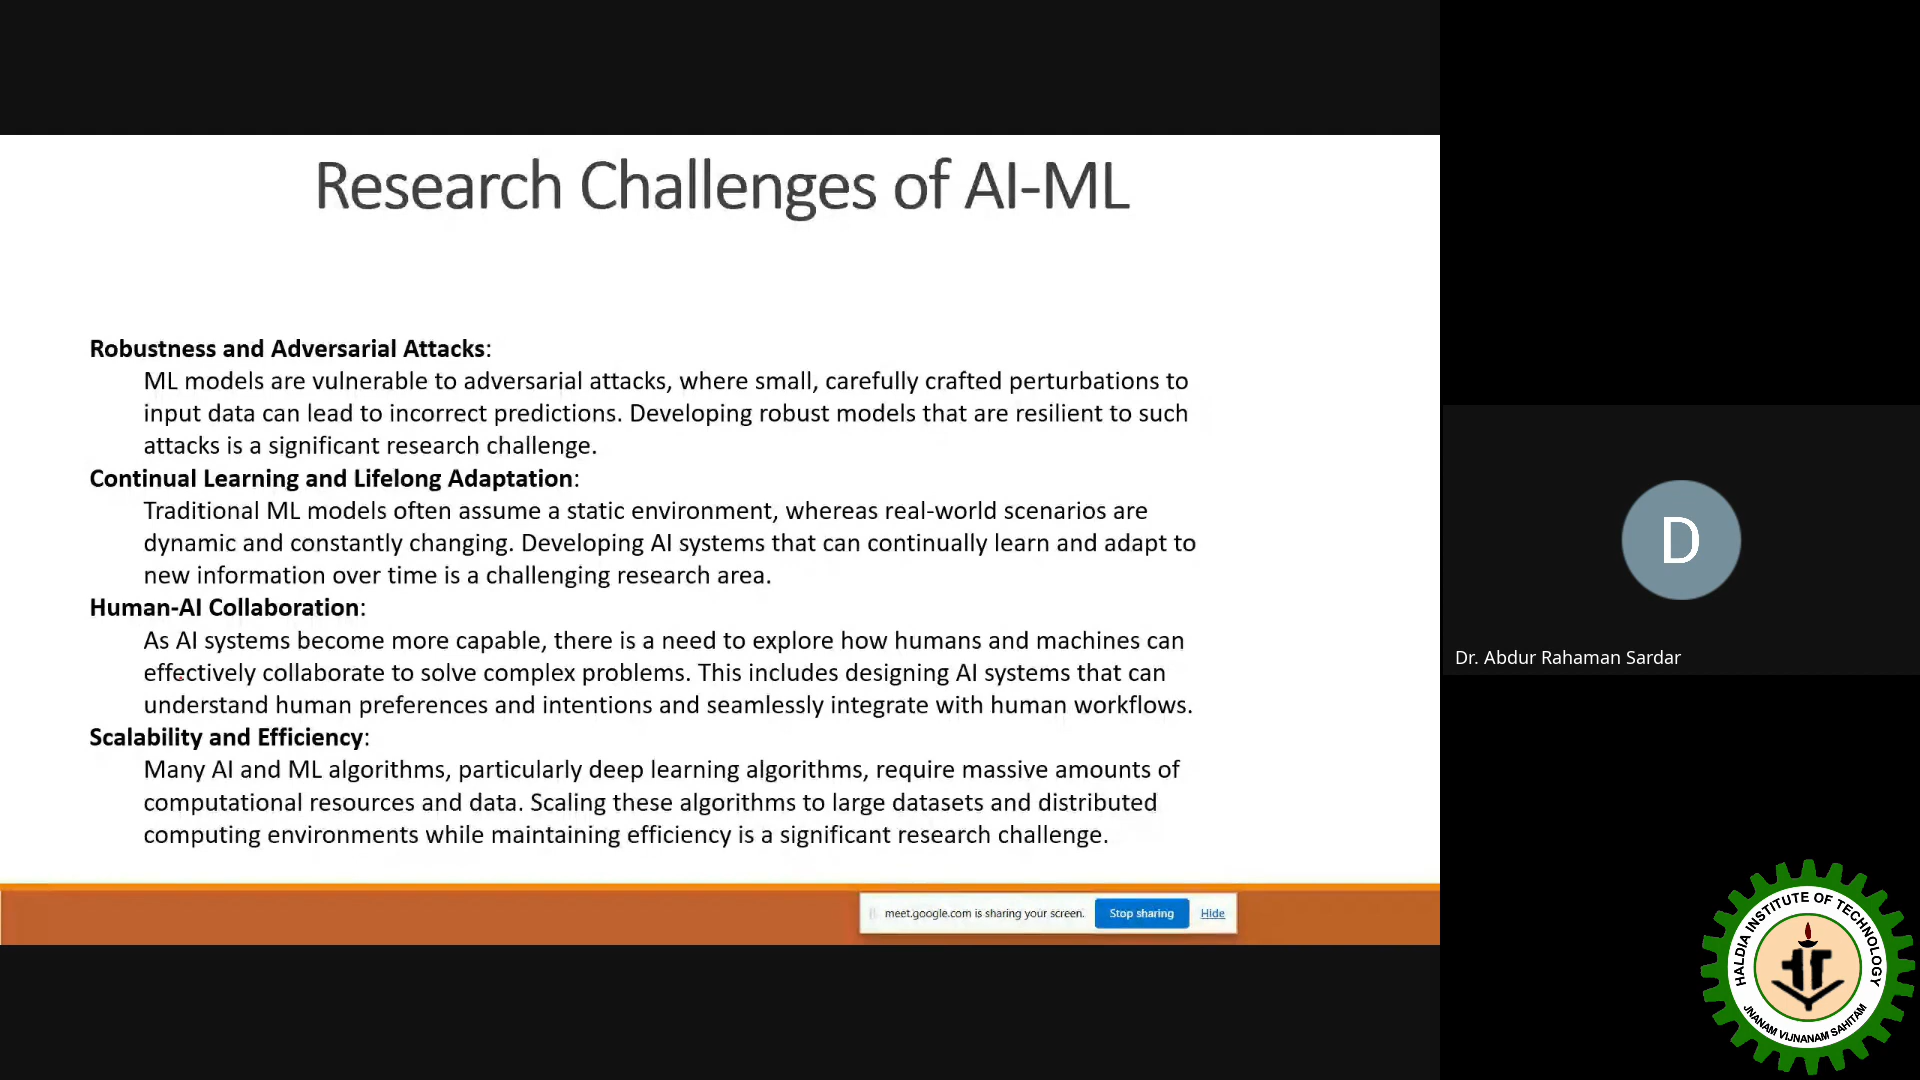 Research Challenges of AI-ML
Robustness and Adversarial Attacks:
ML models are vulnerable to adversarial attacks, where small, carefully crafted perturbations to
input data can lead to incorrect predictions. Developing robust models that are resilient to such
attacks is a significant research challenge.
Continual Learning and Lifelong Adaptation:
Traditional ML models often assume a static environment, whereas real-world scenarios are
dynamic and constantly changing. Developing AI systems that can continually learn and adapt to
new information over time is a challenging research area.
Human-AI Collaboration:
As AI systems become more capable, there is a need to explore how humans and machines can
effectively collaborate to solve complex problems. This includes designing AI systems that can
understand human preferences and intentions and seamlessly integrate with human workflows.
Scalability and Efficiency:
Many AI and ML algorithms, particularly deep learning algorithms, require massive amounts of
computational resources and data. Scaling these algorithms to large datasets and distributed
computing environments while maintaining efficiency is a significant research challenge.
meet.google.com is sharing your screen. Stop sharing Hide
D
Dr. Abdur Rahaman Sardar
HALDIA INSTITUTE OF TECHNOLOGY
JNANAM VIJNANAM SAHITAM